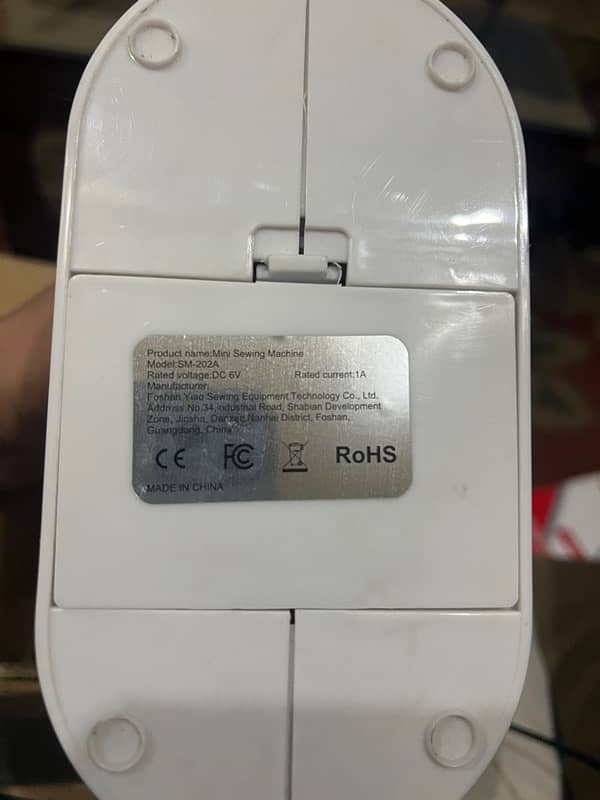 Product name:Mini Sewing Machine
Model:SM-202A
Rated voltage:DC 6V Rated current:1A
Manufacturer:
Foshan Yiao Sewing Equipment Technology Co., Ltd.
Address:No.34,industrial Road, Shabian Development
Zone, Jinsha, Danzao,Nanhai District, Foshan,
Guangdong, China
CE FC RoHS
MADE IN CHINA